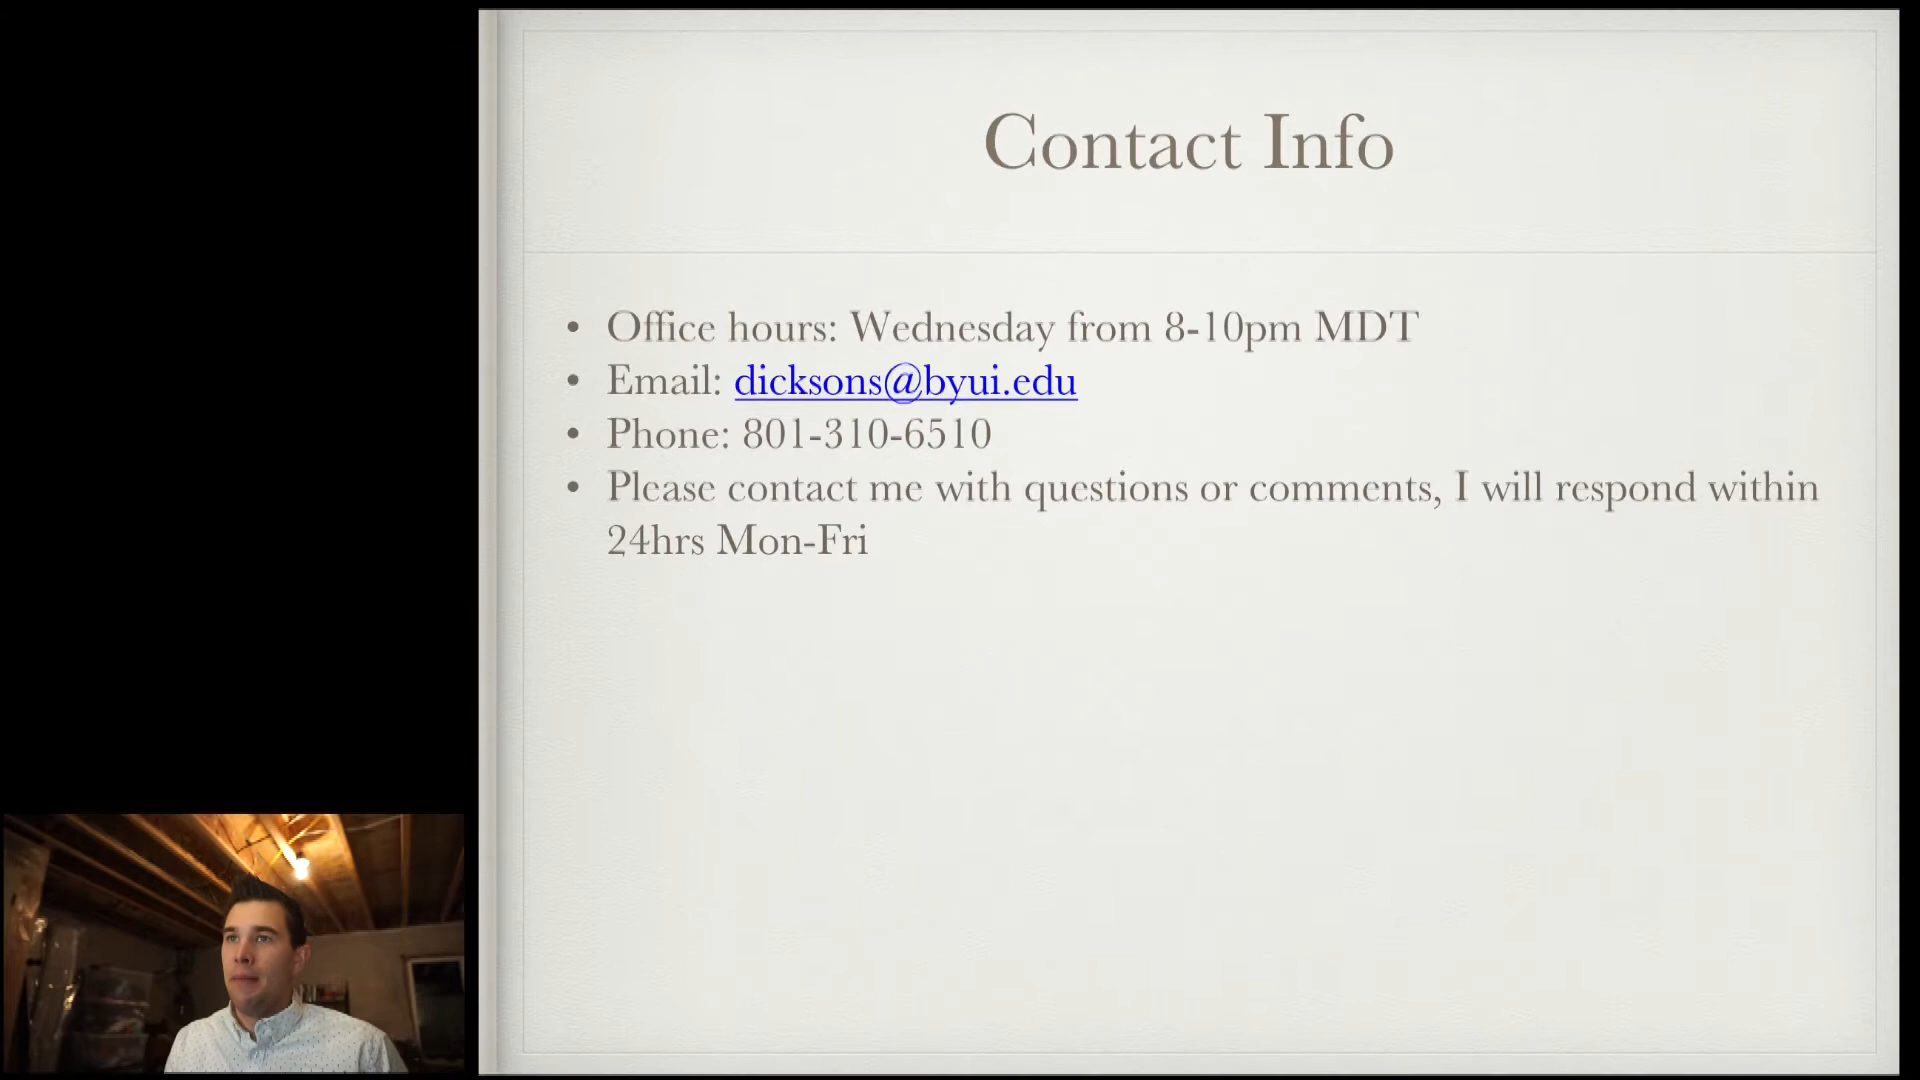 Contact Info
• Office hours: Wednesday from 8-10pm MDT
• Email: dicksons@byui.edu
• Phone: 801-310-6510
• Please contact me with questions or comments, I will respond within
24hrs Mon-Fri